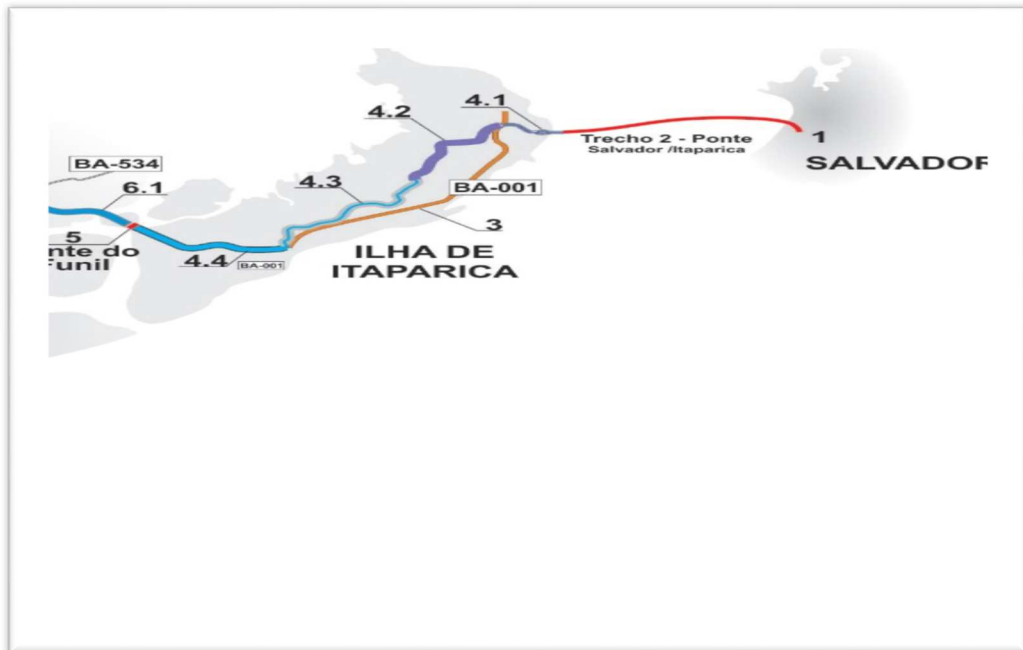 4.1
4.2
Trecho 2 - Ponte
Salvador /Itaparica
1
SALVADOR
BA-534
6.1
4.3
BA-001
3
5
nte do
Funil
4.4
BA-001
ILHA DE
ITAPARICA